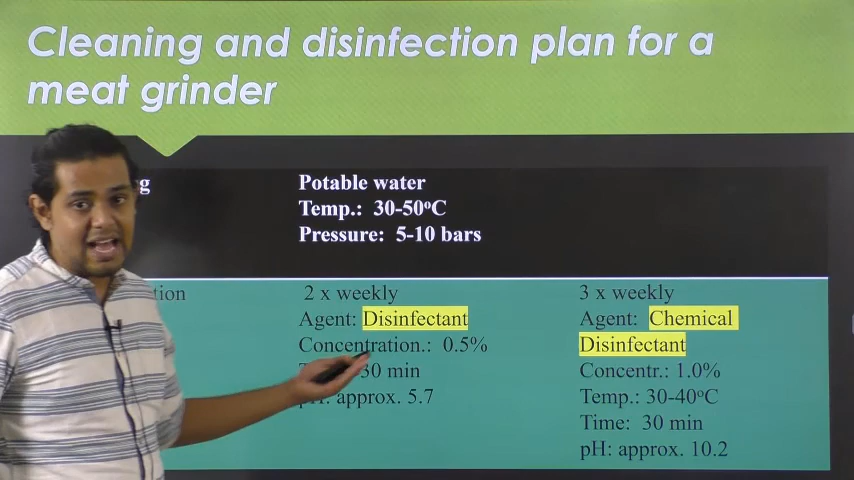 Cleaning and disinfection plan for a
meat grinder
Potable water
Temp.: 30-50ºC
Pressure: 5-10 bars
2 x weekly
Agent: Disinfectant
Concentration.: 0.5%
30 min
approx. 5.7
3 x weekly
Agent: Chemical
Disinfectant
Concentr.: 1.0%
Temp.: 30-40ºC
Time: 30 min
pH: approx. 10.2